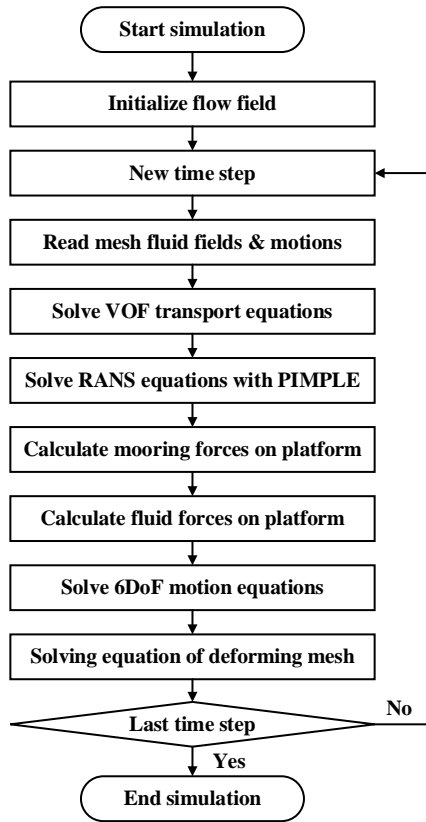 Start simulation
Initialize flow field
New time step
Read mesh fluid fields & motions
Solve VOF transport equations
Solve RANS equations with PIMPLE
Calculate mooring forces on platform
Calculate fluid forces on platform
Solve 6DoF motion equations
Solving equation of deforming mesh
Last time step
No
Yes
End simulation